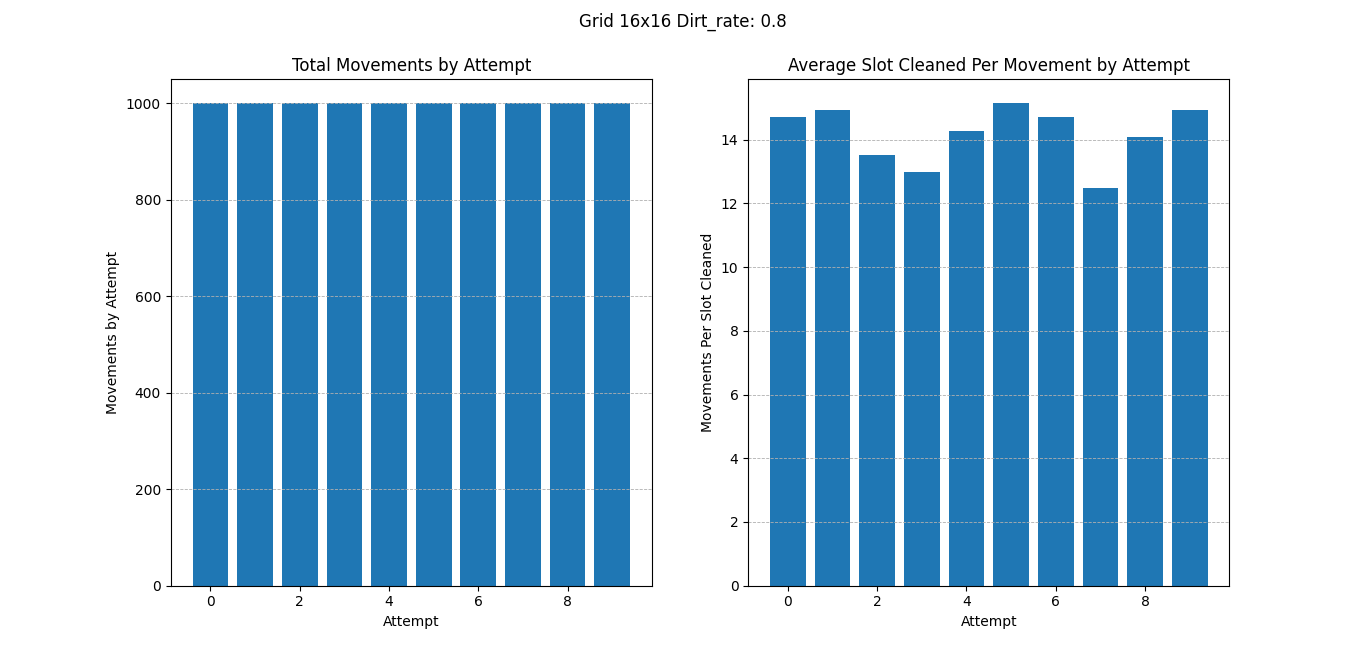 Grid 16x16 Dirt_rate: 0.8
Total Movements by Attempt
Movements by Attempt
1000
800
600
400
200
0
0 2 4 6 8
Attempt
Average Slot Cleaned Per Movement by Attempt
Movements Per Slot Cleaned
14
12
10
8
6
4
2
0
0 2 4 6 8
Attempt